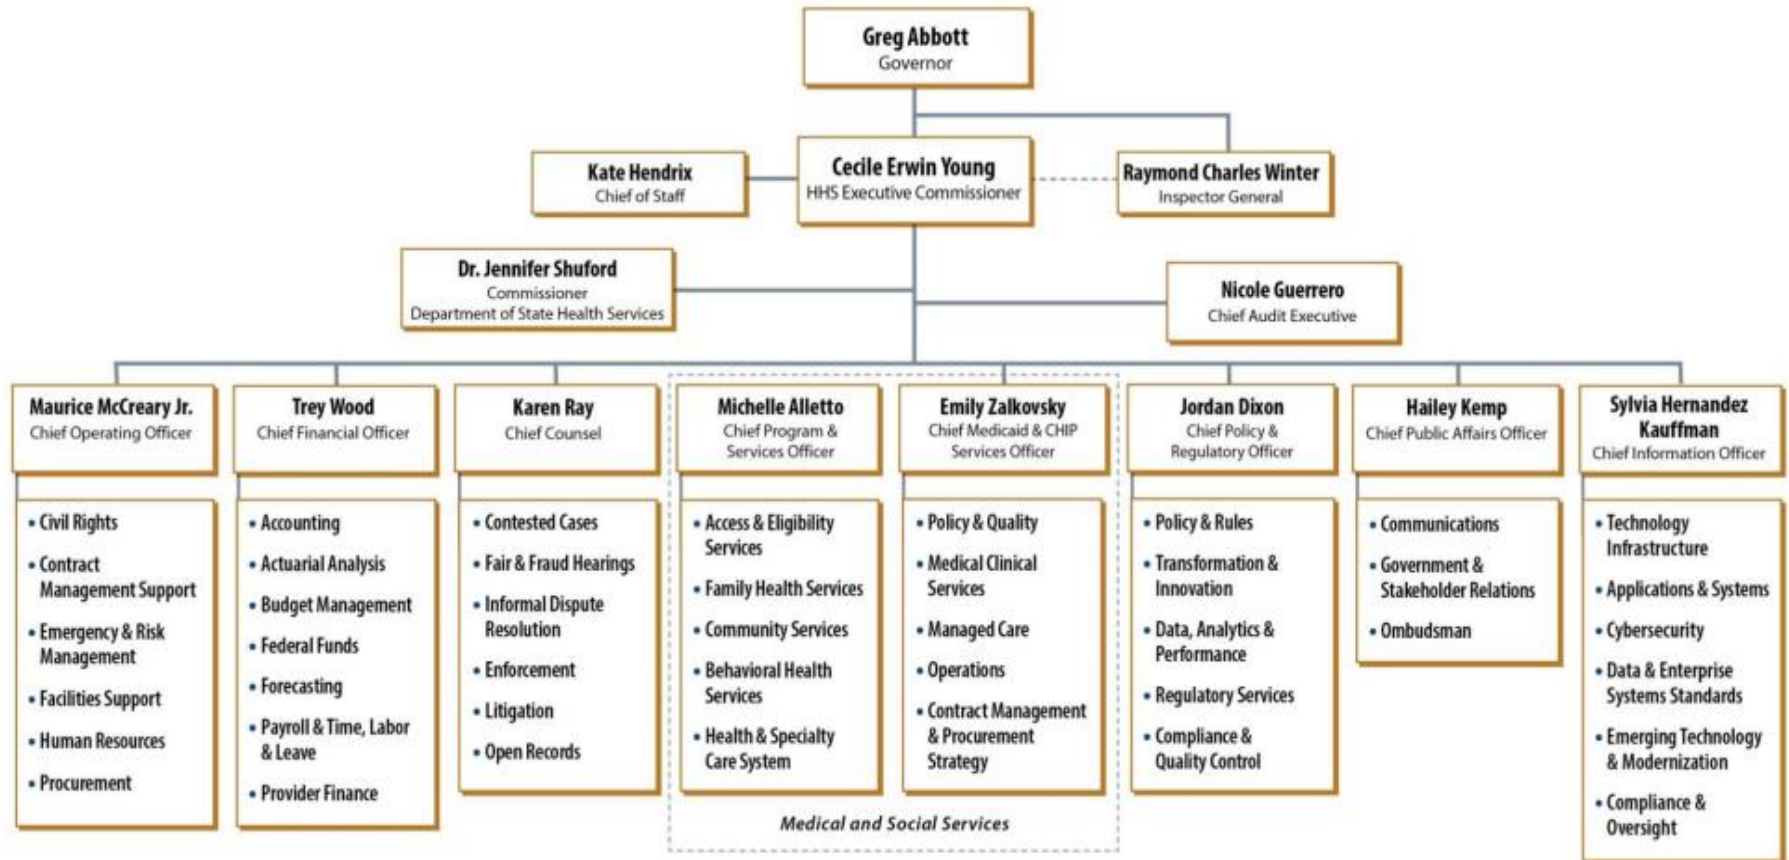 Greg Abbott
Governor
Kate Hendrix
Chief of Staff
Cecile Erwin Young
HHS Executive Commissioner
Raymond Charles Winter
Inspector General
Dr. Jennifer Shuford
Commissioner
Department of State Health Services
Nicole Guerrero
Chief Audit Executive
Maurice McCreary Jr.
Chief Operating Officer
• Civil Rights
• Contract
Management Support
• Emergency & Risk
Management
• Facilities Support
• Human Resources
• Procurement
Trey Wood
Chief Financial Officer
• Accounting
• Actuarial Analysis
• Budget Management
• Federal Funds
• Forecasting
• Payroll & Time, Labor
& Leave
• Provider Finance
Karen Ray
Chief Counsel
• Contested Cases
• Fair & Fraud Hearings
• Informal Dispute
Resolution
• Enforcement
• Litigation
• Open Records
Michelle Alletto
Chief Program &
Services Officer
• Access & Eligibility
Services
• Family Health Services
• Community Services
• Behavioral Health
Services
• Health & Specialty
Care System
Emily Zalkovsky
Chief Medicaid & CHIP
Services Officer
• Policy & Quality
• Medical Clinical
Services
• Managed Care
• Operations
• Contract Management
& Procurement
Strategy
Medical and Social Services
Jordan Dixon
Chief Policy &
Regulatory Officer
• Policy & Rules
• Transformation &
Innovation
• Data, Analytics &
Performance
• Regulatory Services
• Compliance &
Quality Control
Hailey Kemp
Chief Public Affairs Officer
• Communications
• Government &
Stakeholder Relations
• Ombudsman
Sylvia Hernandez
Kauffman
Chief Information Officer
• Technology
Infrastructure
• Applications & Systems
• Cybersecurity
• Data & Enterprise
Systems Standards
• Emerging Technology
& Modernization
• Compliance &
Oversight